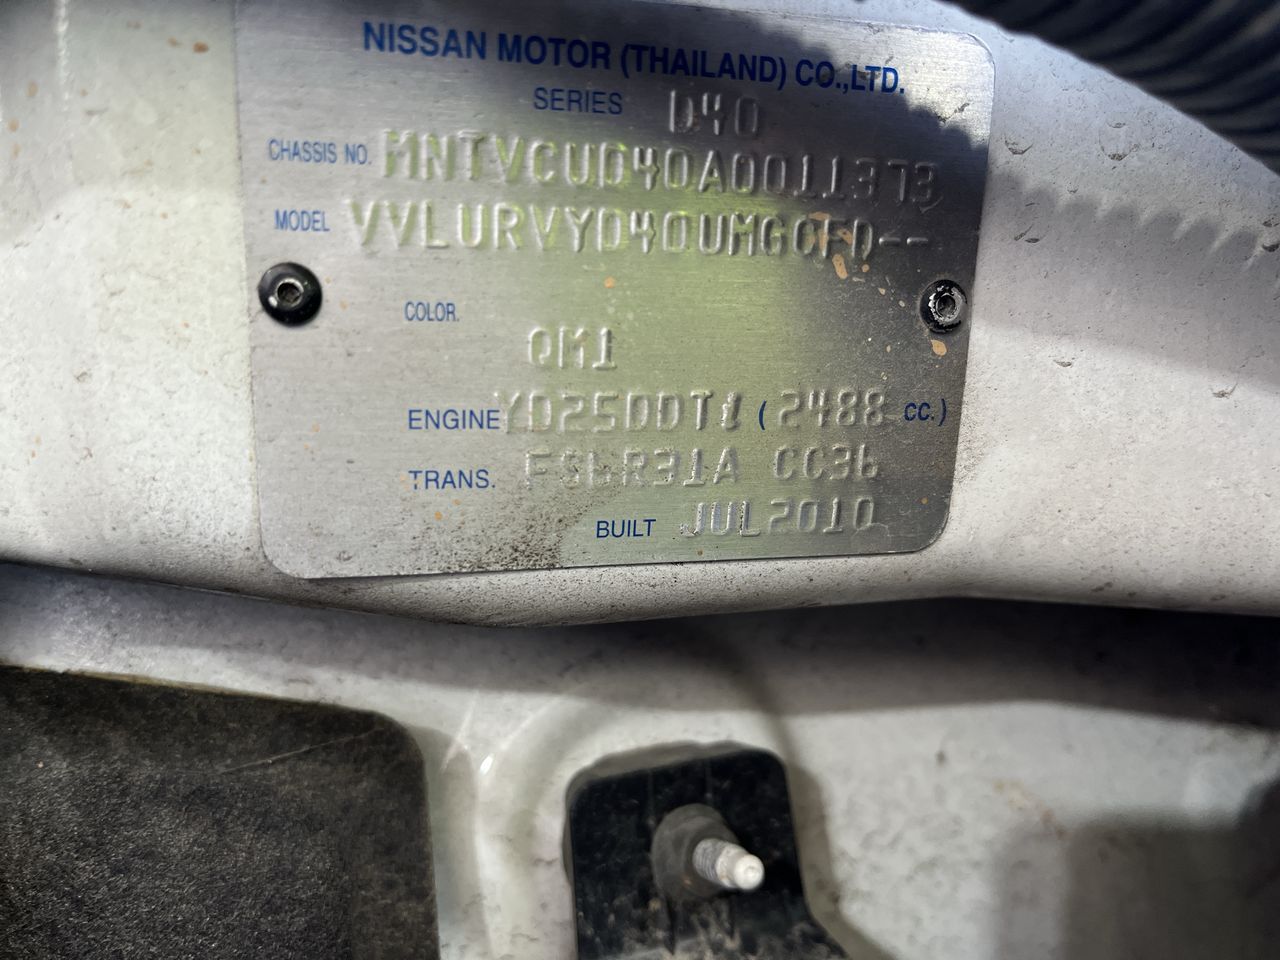 NISSAN MOTOR (THAILAND) CO.,LTD.
SERIES D40
CHASSIS NO. MNTVCUD40A0011373
MODEL VVLURVYD40UMGCFD--
COLOR.
QM1
ENGINE YD25DDTi (2488 CC.)
TRANS. FS6R31A CC36
BUILT JUL2010